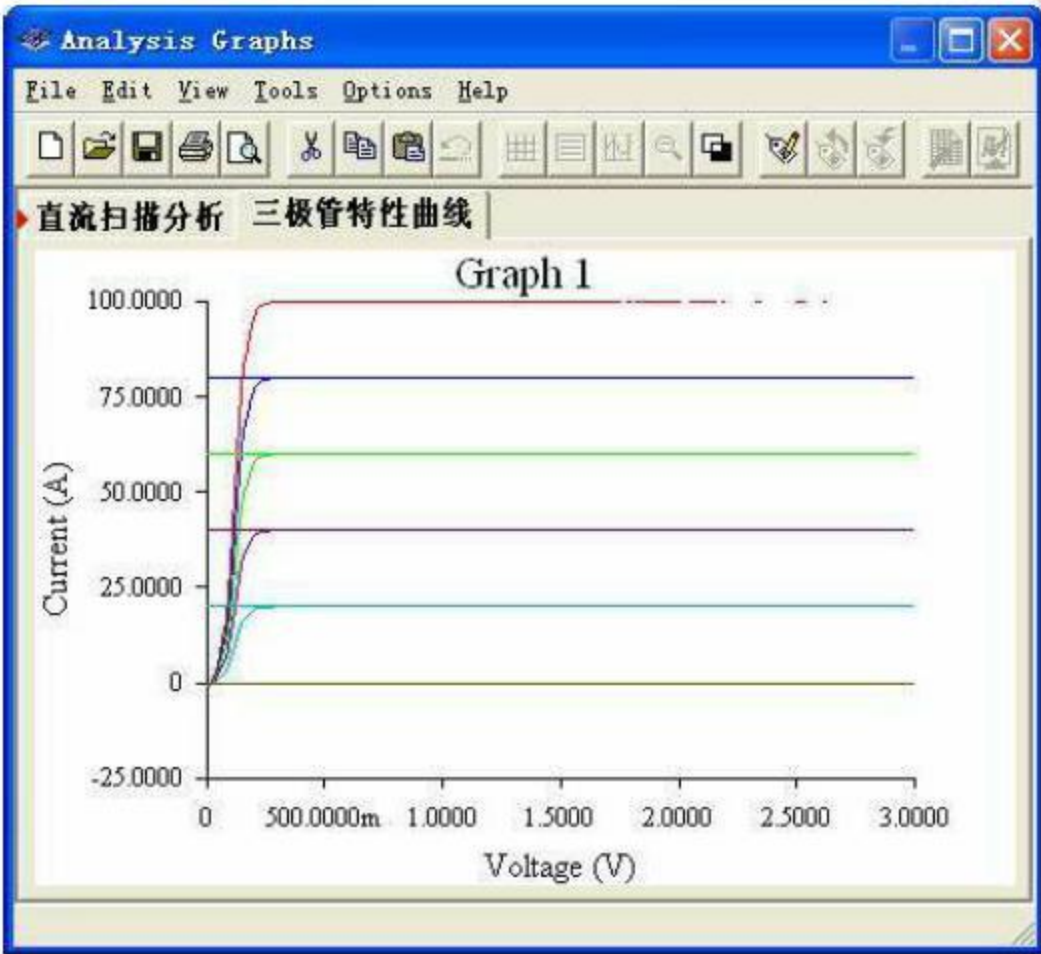 Analysis Graphs
File Edit View Tools Options Help
直流扫描分析 三极管特性曲线
Graph 1
100.0000
75.0000
50.0000
25.0000
0
-25.0000
Current (A)
0 500.0000m 1.0000 1.5000 2.0000 2.5000 3.0000
Voltage (V)